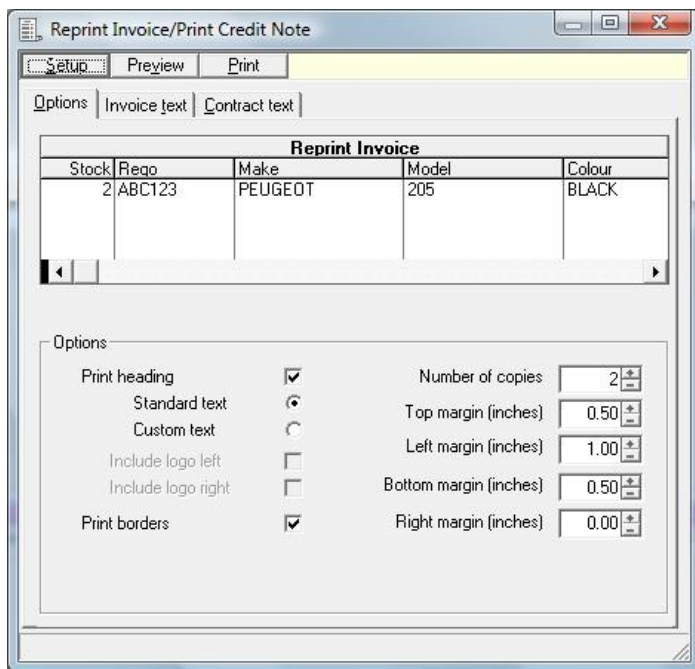 Reprint Invoice/Print Credit Note
Setup Preview Print
Options Invoice text Contract text
Reprint Invoice
Stock Rego Make Model Colour
2 ABC123 PEUGEOT 205 BLACK
Options
Print heading Number of copies 2
Standard text Top margin (inches) 0.50
Custom text Left margin (inches) 1.00
Include logo left
Include logo right Bottom margin (inches) 0.50
Print borders Right margin (inches) 0.00